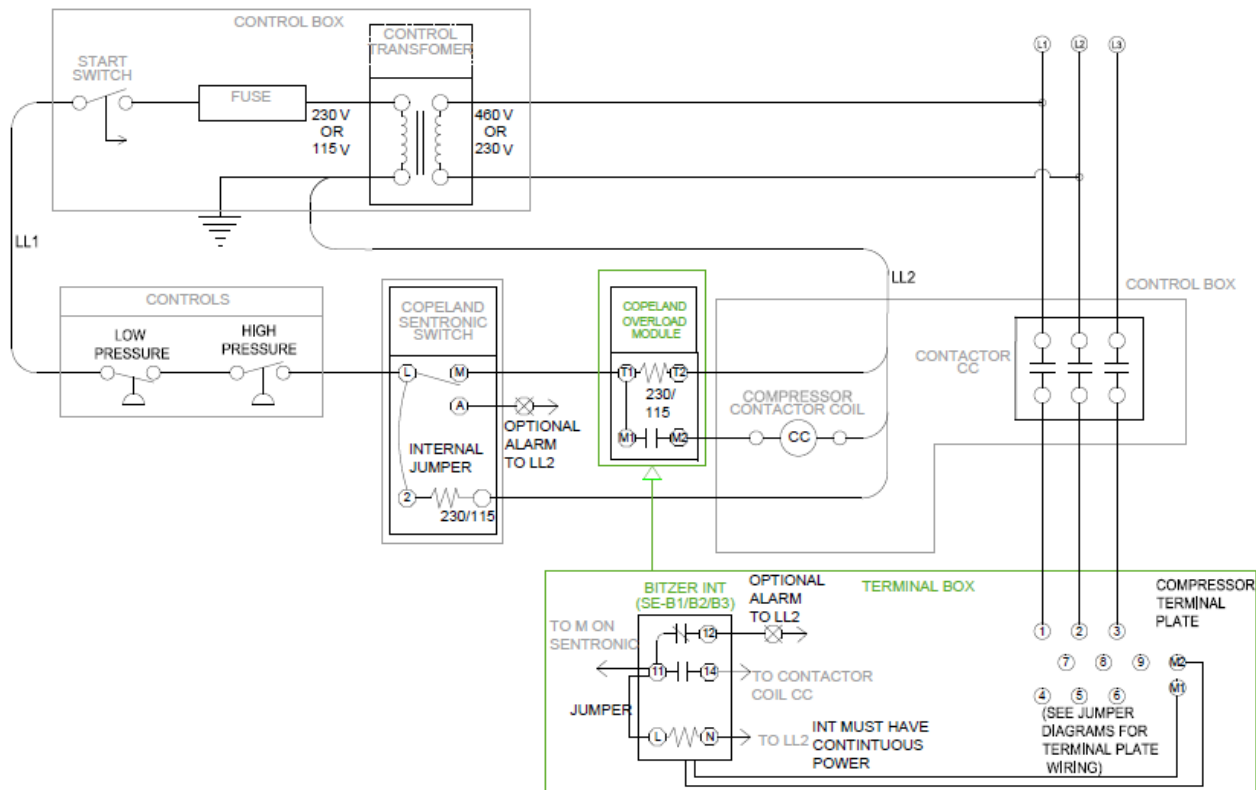 CONTROL BOX
CONTROL
TRANSFOMER
START
SWITCH
FUSE
230 V
OR
115 V
460 V
OR
230 V
L1
L2
L3
LL1
LL2
CONTROLS
LOW
PRESSURE
HIGH
PRESSURE
COPELAND
SENTRONIC
SWITCH
L
M
A
OPTIONAL
ALARM
TO LL2
INTERNAL
JUMPER
2
230/115
COPELAND
OVERLOAD
MODULE
T1
T2
230/
115
M1
M2
COMPRESSOR
CONTACTOR COIL
CC
CONTROL BOX
CONTACTOR
CC
BITZER INT
(SE-B1/B2/B3)
OPTIONAL
ALARM
TO LL2
TERMINAL BOX
COMPRESSOR
TERMINAL
PLATE
TO M ON
SENTRONIC
12
11
14
TO CONTACTOR
COIL CC
JUMPER
L
N
TO LL2
INT MUST HAVE
CONTINTUOUS
POWER
1
2
3
7
8
9
M2
M1
4
5
6
(SEE JUMPER
DIAGRAMS FOR
TERMINAL PLATE
WIRING)